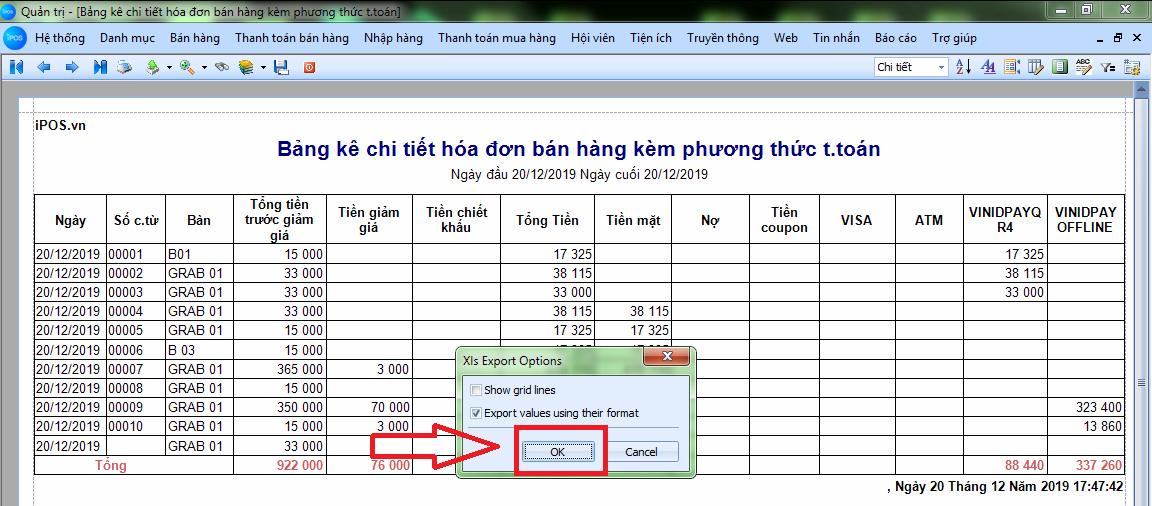 Quản trị - [Bảng kê chi tiết hóa đơn bán hàng kèm phương thức t.toán]
iPOS Hệ thống Danh mục Bán hàng Thanh toán bán hàng Nhập hàng Thanh toán mua hàng Hội viên Tiện ích Truyền thông Web Tin nhắn Báo cáo Trợ giúp
Chi tiết
iPOS.vn
Bảng kê chi tiết hóa đơn bán hàng kèm phương thức t.toán
Ngày đầu 20/12/2019 Ngày cuối 20/12/2019
Ngày Số c.từ Bàn Tổng tiền trước giảm giá Tiền giảm giá Tiền chiết khấu Tổng Tiền Tiền mặt Nợ Tiền coupon VISA ATM VINIDPAYQR4 VINIDPAY OFFLINE
20/12/2019 00001 B01 15 000 17 325 17 325
20/12/2019 00002 GRAB 01 33 000 38 115 38 115
20/12/2019 00003 GRAB 01 33 000 33 000 33 000
20/12/2019 00004 GRAB 01 33 000 38 115 38 115
20/12/2019 00005 GRAB 01 15 000 17 325 17 325
20/12/2019 00006 B 03 15 000
20/12/2019 00007 GRAB 01 365 000 3 000
20/12/2019 00008 GRAB 01 15 000
20/12/2019 00009 GRAB 01 350 000 70 000 323 400
20/12/2019 00010 GRAB 01 15 000 3 000 13 860
20/12/2019 GRAB 01 33 000
Tổng 922 000 76 000 88 440 337 260
, Ngày 20 Tháng 12 Năm 2019 17:47:42
Xls Export Options
Show grid lines
Export values using their format
OK Cancel